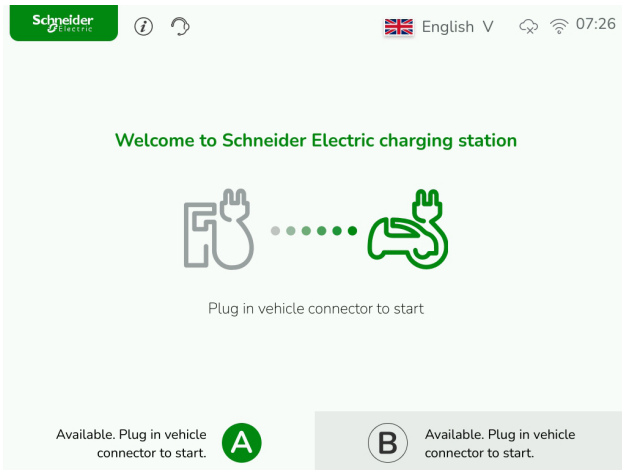 Schneider
Electric
i
English V
07:26
Welcome to Schneider Electric charging station
Plug in vehicle connector to start
Available. Plug in vehicle
connector to start.
A
B
Available. Plug in vehicle
connector to start.